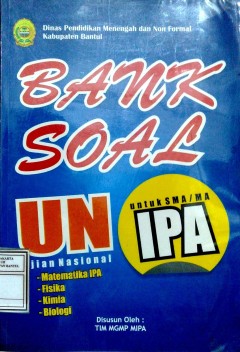 Dinas Pendidikan Menengah dan Non Formal
Kabupaten Bantul
BANK
SOAL
UN
untuk SMA/MA
IPA
jian Nasional
- Matematika IPA
- Fisika
- Kimia
- Biologi
Disusun Oleh :
TIM MGMP MIPA